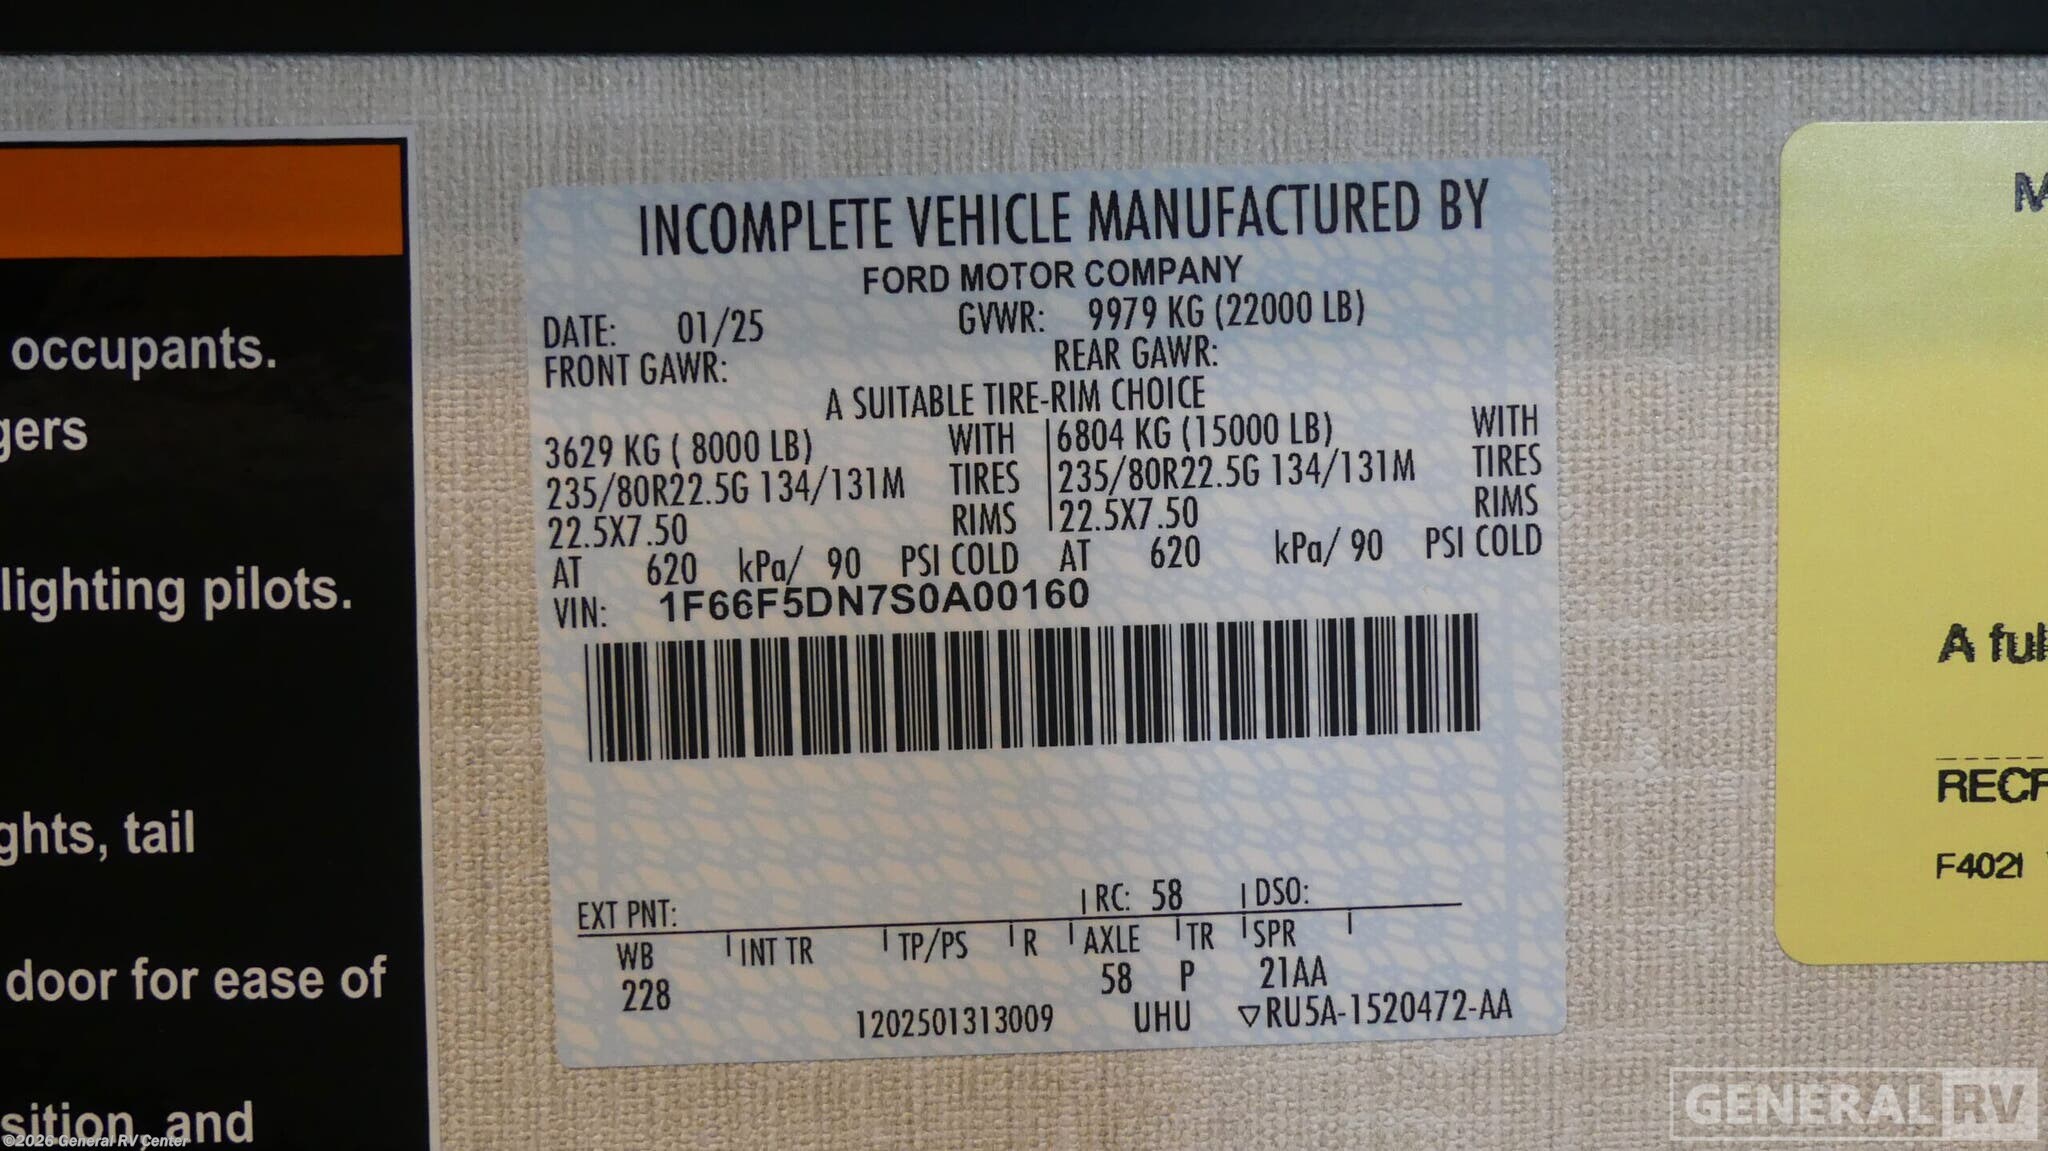 occupants.
gers
lighting pilots.
ghts, tail
door for ease of
sition, and
INCOMPLETE VEHICLE MANUFACTURED BY
FORD MOTOR COMPANY
DATE: 01/25 GVWR: 9979 KG (22000 LB)
FRONT GAWR: REAR GAWR:
A SUITABLE TIRE-RIM CHOICE
3629 KG ( 8000 LB) WITH 6804 KG (15000 LB) WITH
235/80R22.5G 134/131M TIRES 235/80R22.5G 134/131M TIRES
22.5X7.50 RIMS 22.5X7.50 RIMS
AT 620 kPa/ 90 PSI COLD AT 620 kPa/ 90 PSI COLD
VIN: 1F66F5DN7S0A00160
EXT PNT: RC: 58 DSO:
WB INT TR TP/PS R AXLE TR SPR
228 58 P 21AA
1202501313009 UHU ▽RU5A-1520472-AA
M
A ful
RECR
F402I
GENERAL RV
©2026 General RV Center